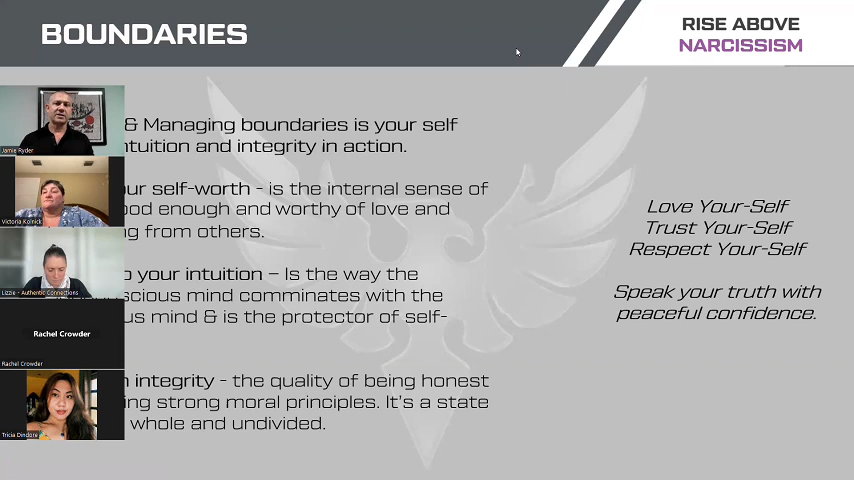 BOUNDARIES
RISE ABOVE
NARCISSISM
& Managing boundaries is your self
ntuition and integrity in action.
ur self-worth - is the internal sense of
ood enough and worthy of love and
g from others.
o your intuition – Is the way the
scious mind comminates with the
us mind & is the protector of self-
n integrity - the quality of being honest
ing strong moral principles. It's a state
whole and undivided.
Love Your-Self
Trust Your-Self
Respect Your-Self
Speak your truth with
peaceful confidence.
Jamie Ryder
Victoria Kolnick
Lizzie - Authentic Connections
Rachel Crowder
Rachel Crowder
Tricia Dindore